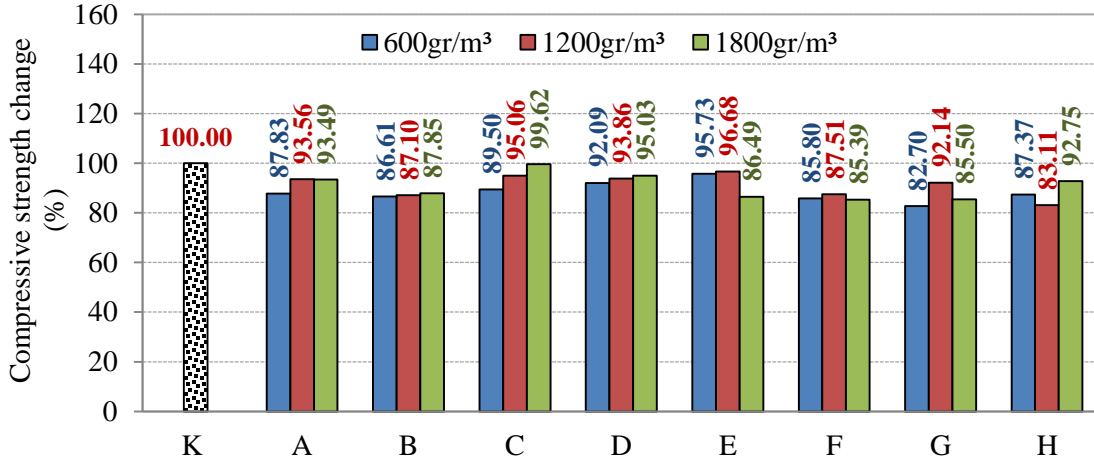 Compressive strength change
(%)
160
140
120
100
80
60
40
20
0
600gr/m³ 1200gr/m³ 1800gr/m³
100.00
87.83 93.56 93.49
86.61 87.10 87.85
89.50 95.06 99.62
92.09 93.86 95.03
95.73 96.68 86.49
85.80 87.51 85.39
82.70 92.14 85.50
87.37 83.11 92.75
K A B C D E F G H